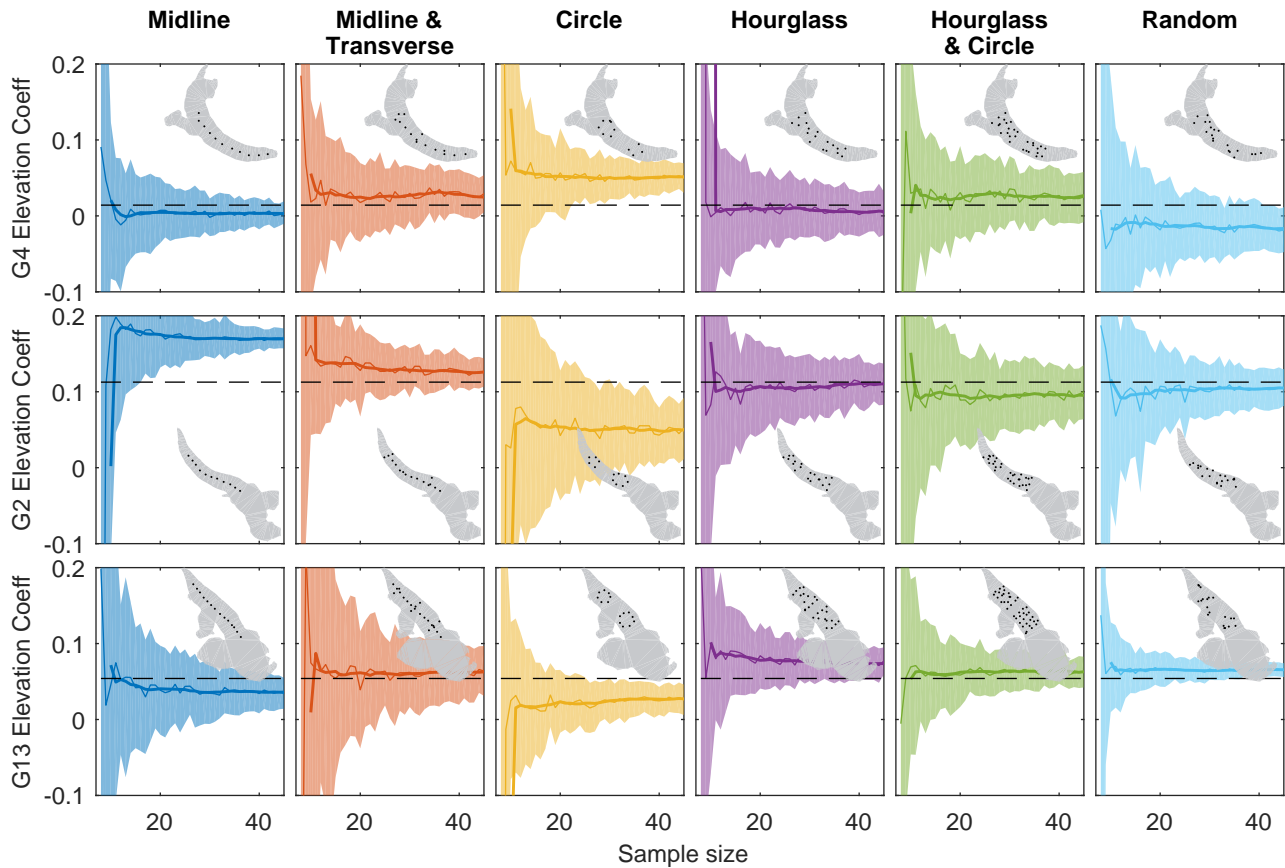 Midline
Midline &
Transverse
Circle
Hourglass
Hourglass
& Circle
Random
G4 Elevation Coeff
0.2
0.1
0
-0.1
G2 Elevation Coeff
0.2
0.1
0
-0.1
G13 Elevation Coeff
0.2
0.1
0
-0.1
20 40 20 40 20 40 20 40 20 40 20 40
Sample size